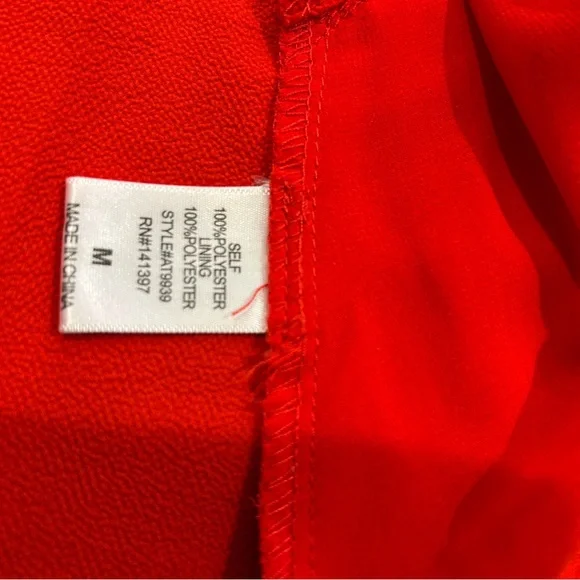 SELF
100%POLYESTER
LINING
100%POLYESTER
STYLE#AT9939
RN#141397
M
MADE IN CHINA